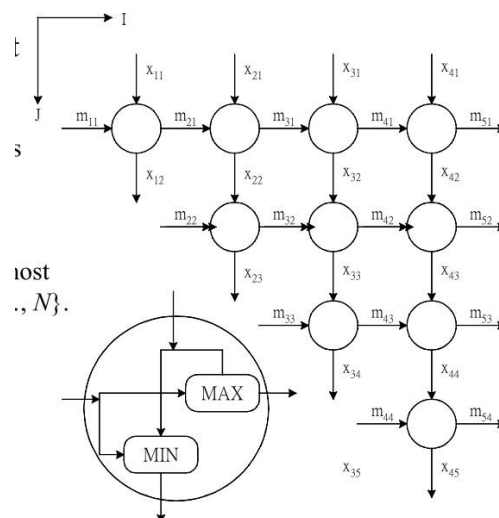 t
I
x11 x21 x31 x41
J
m11 m21 m31 m41 m51
s
x12 x22 x32 x42
m22 m32 m42 m52
x23 x33 x43
nost
., N}.
m33 m43 m53
x34 x44
MAX
m44 m54
MIN
x35 x45